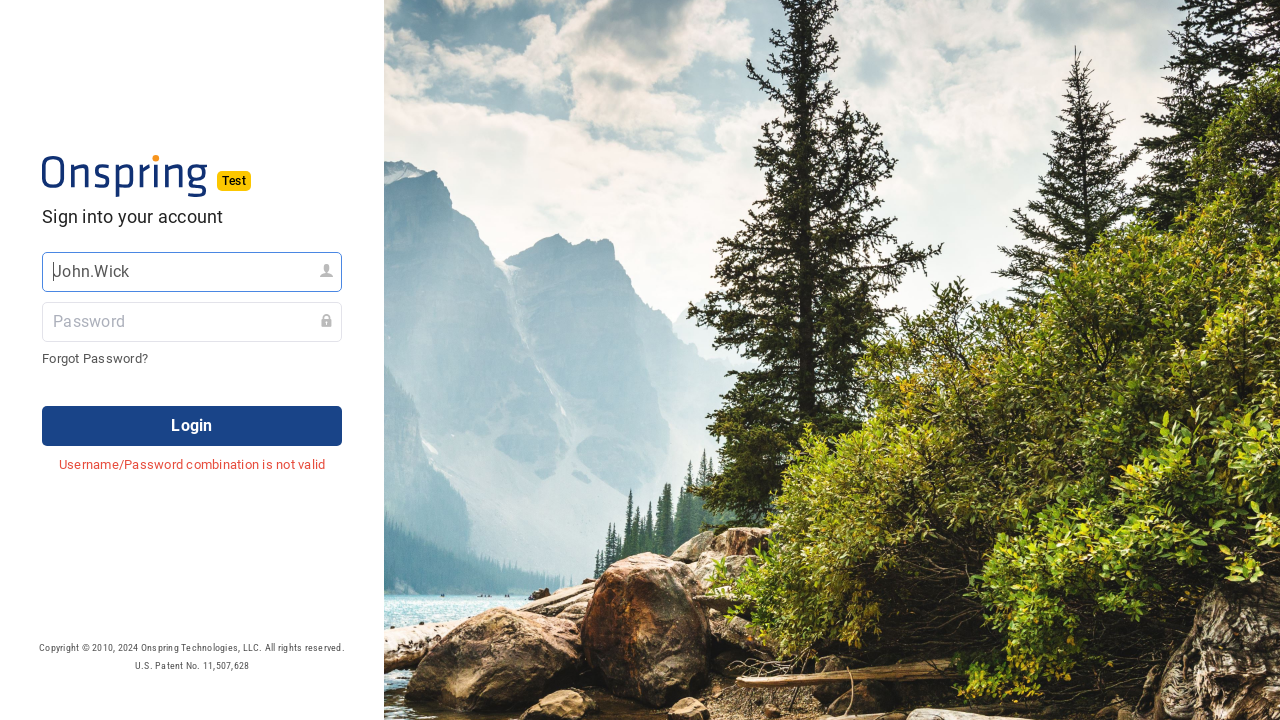 Onspring Test
Sign into your account
John.Wick
Password
Forgot Password?
Login
Username/Password combination is not valid
Copyright © 2010, 2024 Onspring Technologies, LLC. All rights reserved.
U.S. Patent No. 11,507,628